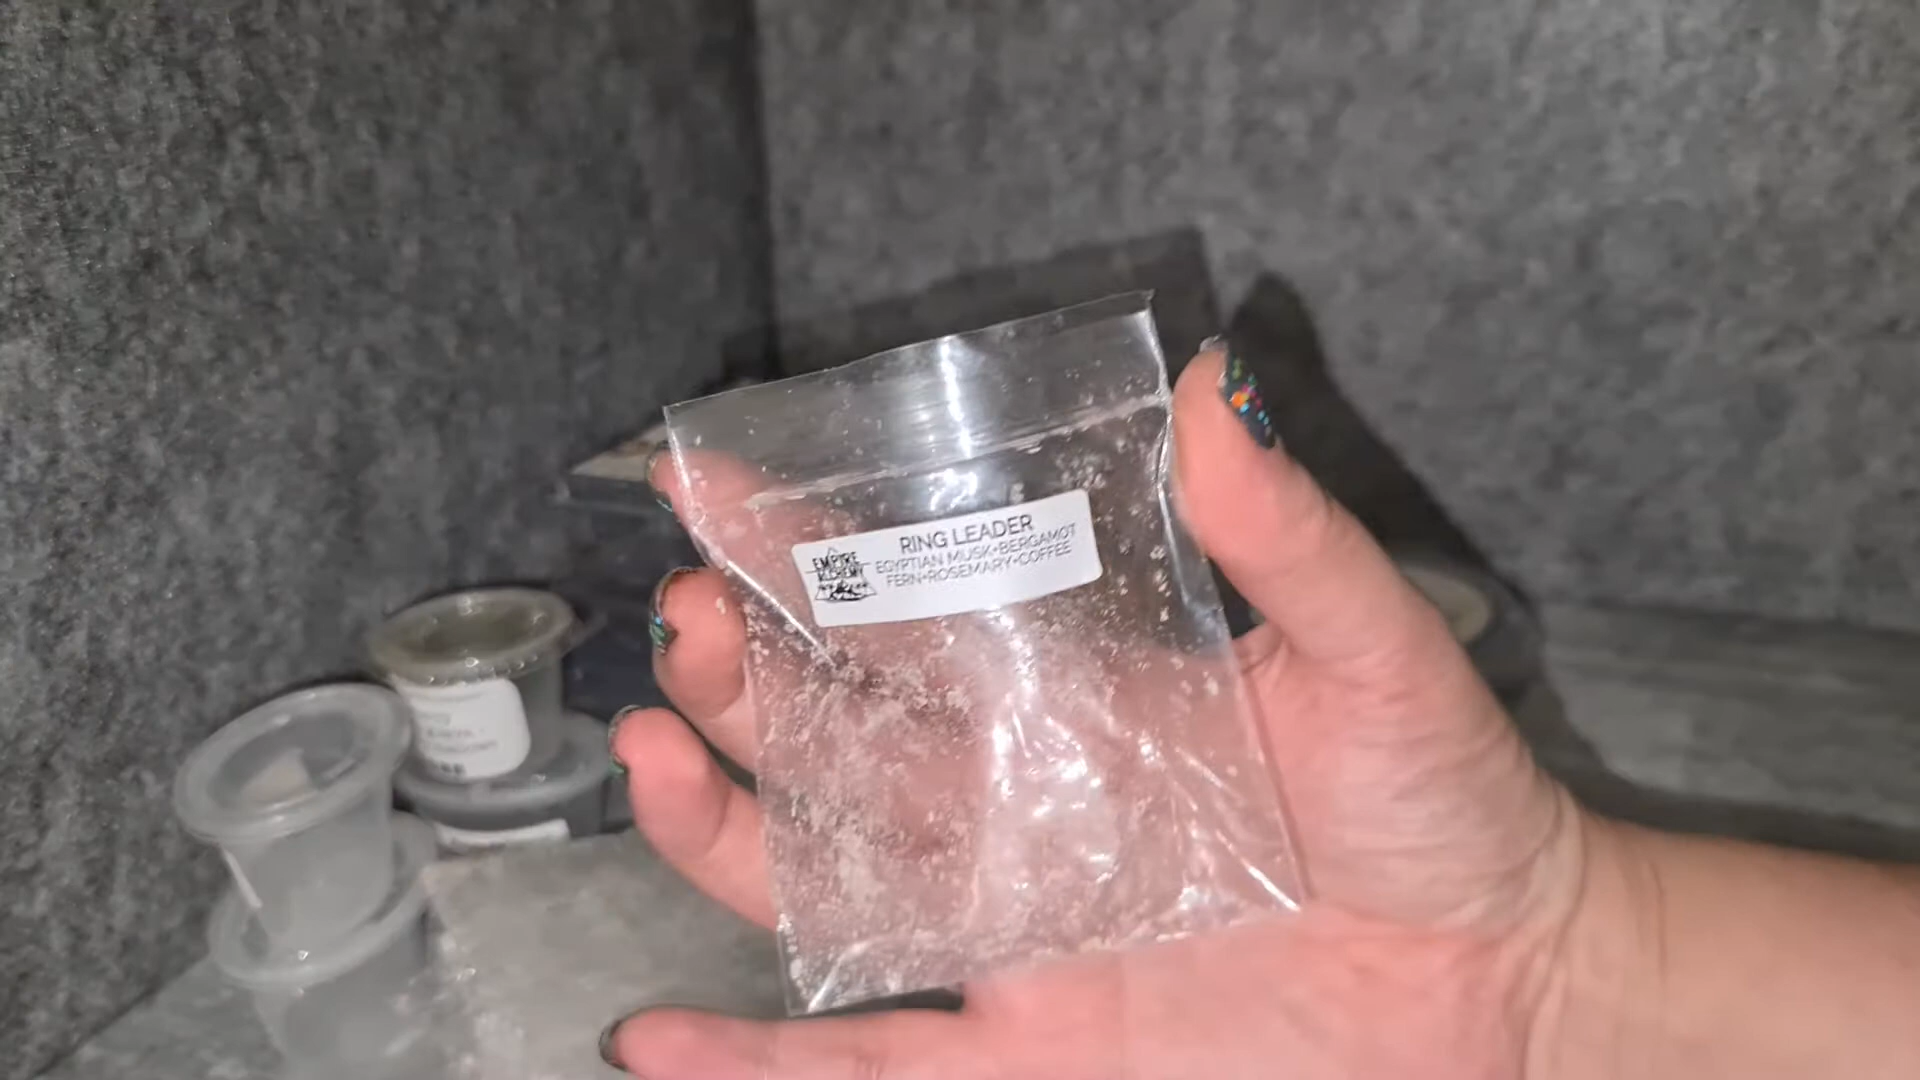 RING LEADER
EGYPTIAN MUSK+BERGAMOT
FERN+ROSEMARY+COFFEE
EMPIRE
ALCHEMY